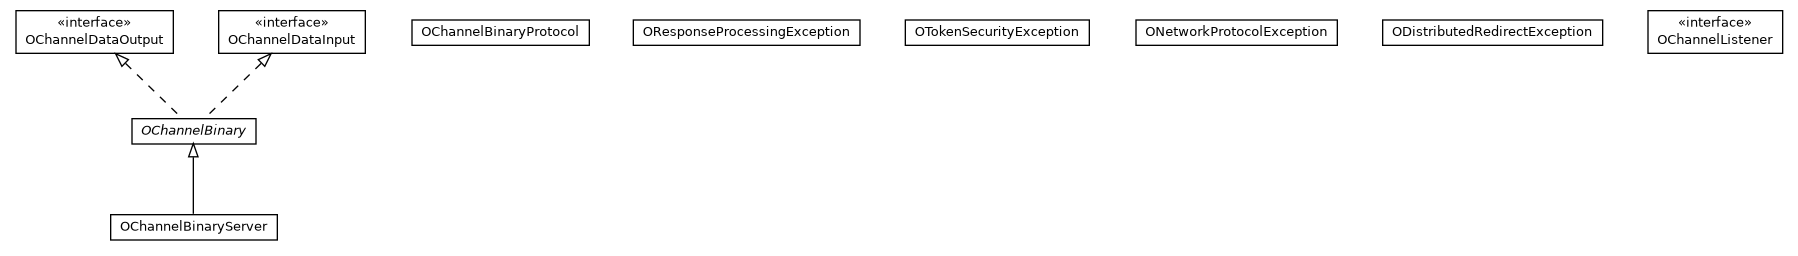 «interface»
OChannelDataOutput
«interface»
OChannelDataInput
OChannelBinaryProtocol
OResponseProcessingException
OTokenSecurityException
ONetworkProtocolException
ODistributedRedirectException
«interface»
OChannelListener
OChannelBinary
OChannelBinaryServer